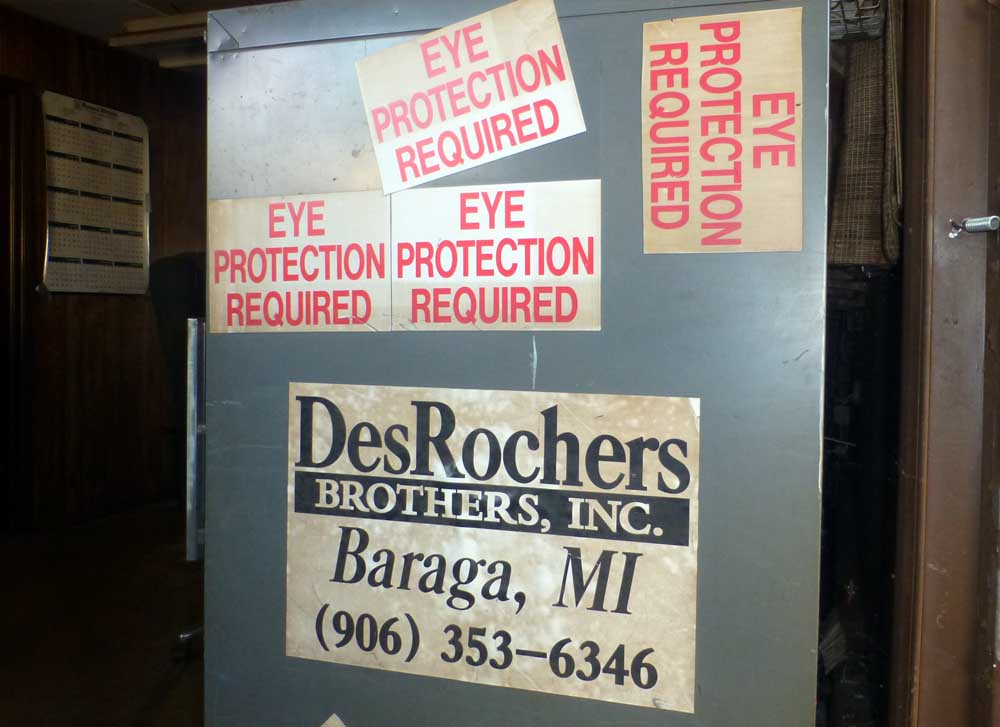 EYE
PROTECTION
REQUIRED
EYE
PROTECTION
REQUIRED
EYE
PROTECTION
REQUIRED
EYE
PROTECTION
REQUIRED
DesRochers
BROTHERS, INC.
Baraga, MI
(906) 353-6346